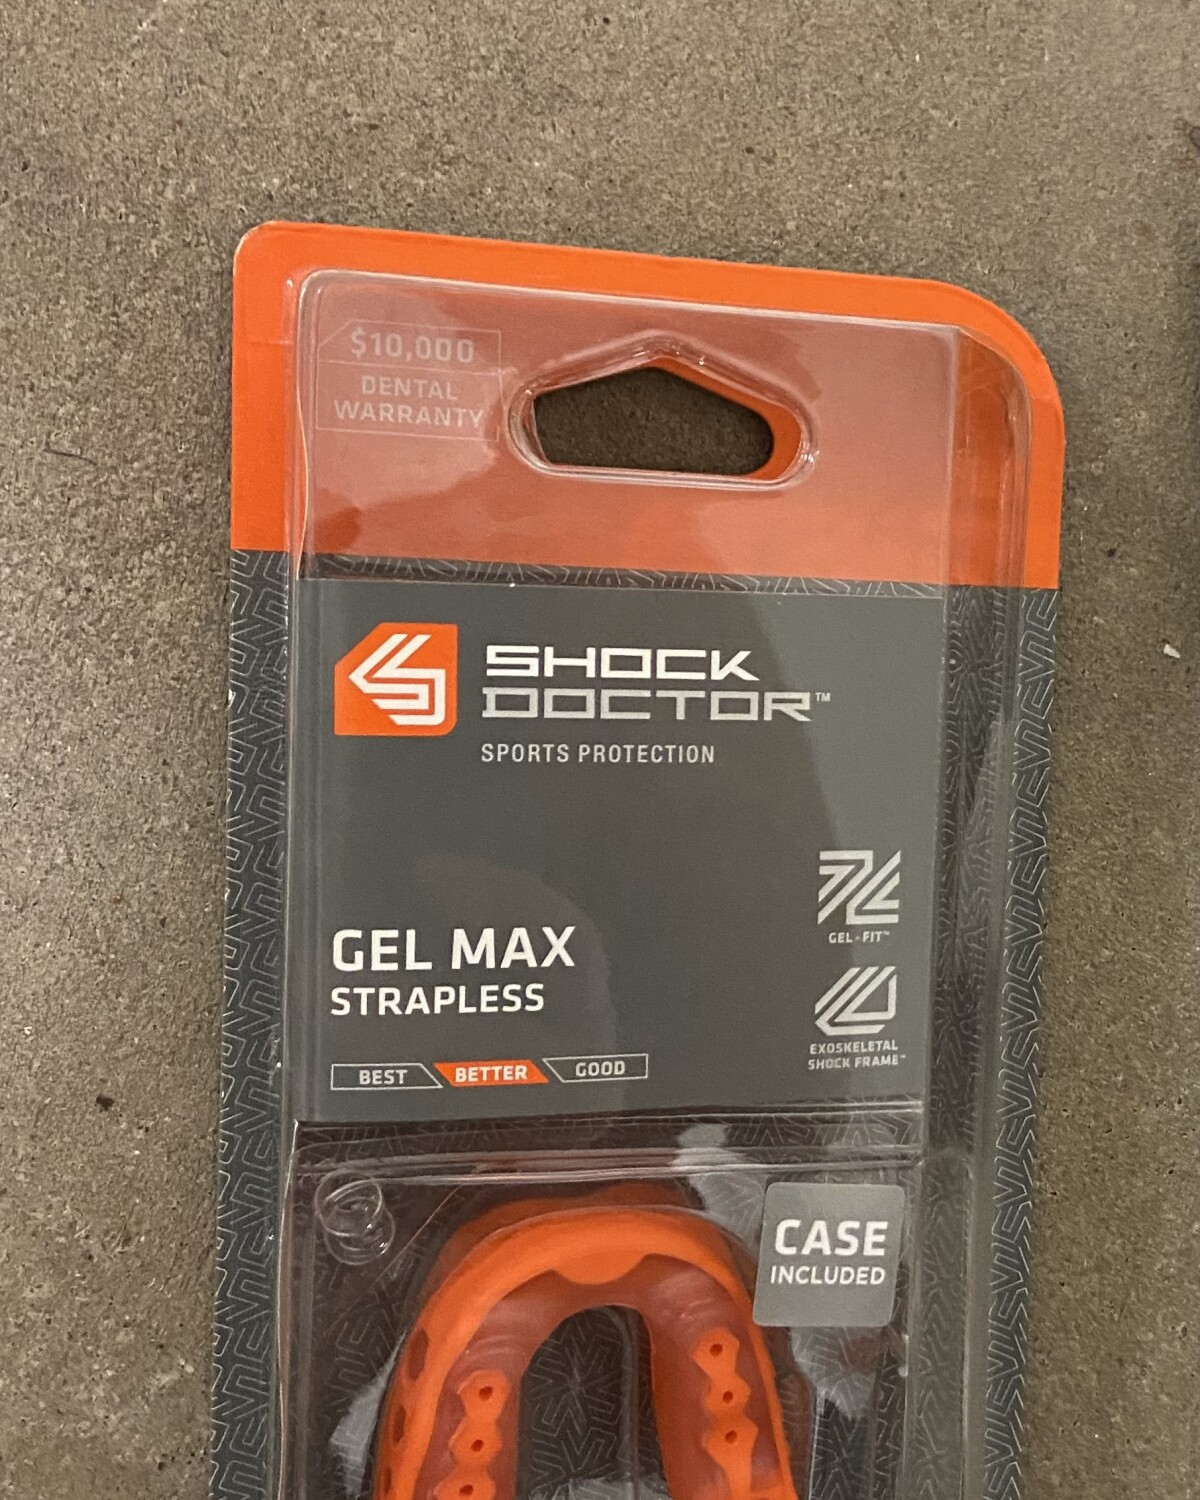 $10,000
DENTAL
WARRANTY
SHOCK
DOCTOR™
SPORTS PROTECTION
GEL-FIT™
GEL MAX
STRAPLESS
EXOSKELETAL
SHOCK FRAME™
BEST BETTER GOOD
CASE
INCLUDED